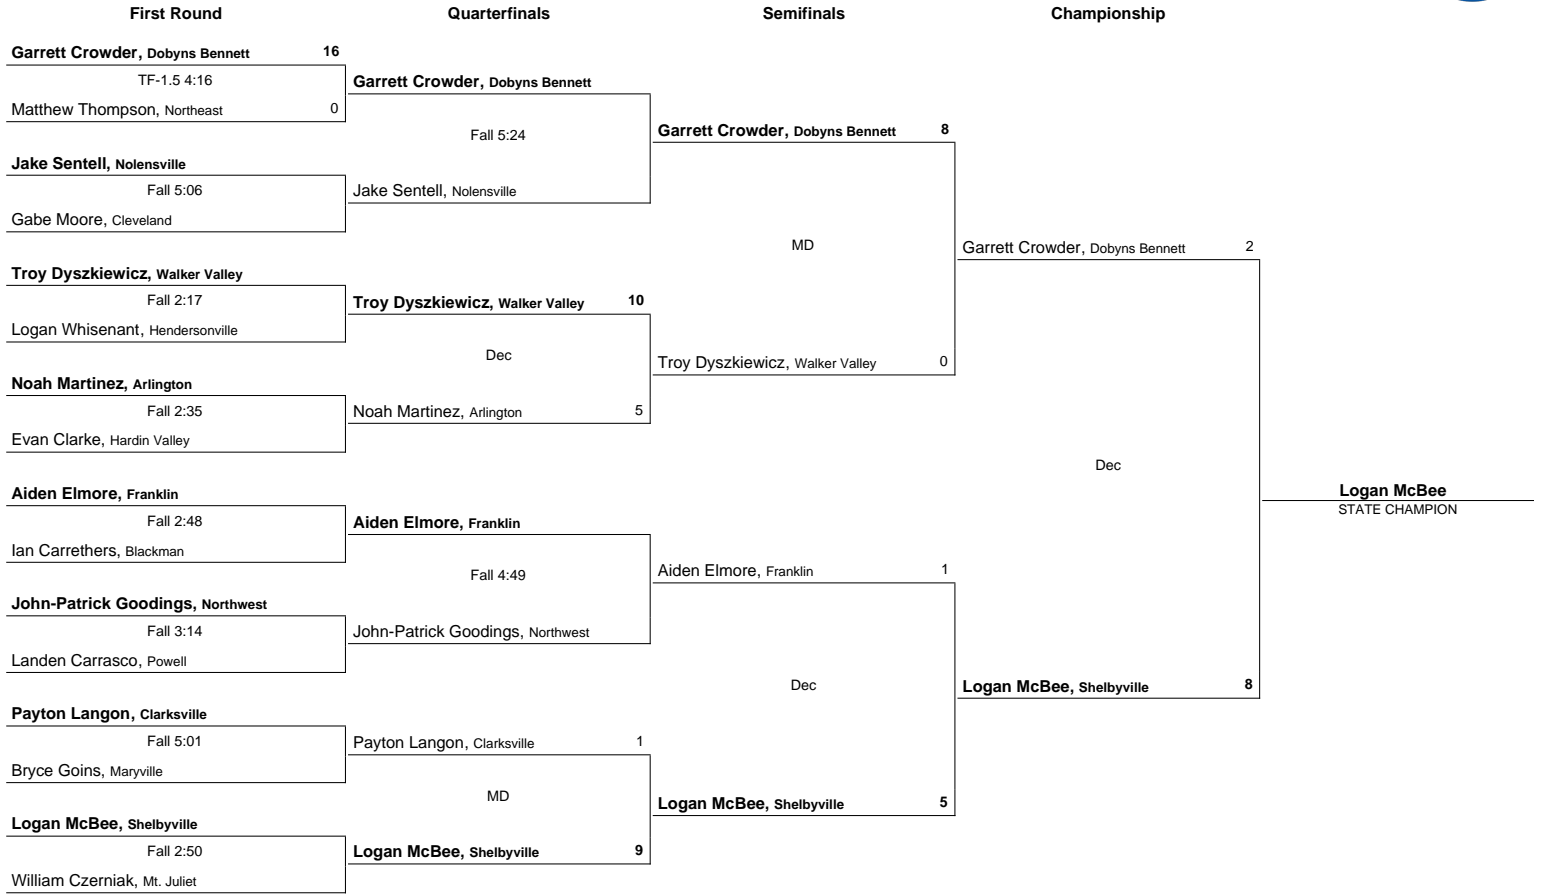 First Round
Quarterfinals
Semifinals
Championship
Garrett Crowder, Dobyns Bennett 16
TF-1.5 4:16
Matthew Thompson, Northeast 0
Jake Sentell, Nolensville
Fall 5:06
Gabe Moore, Cleveland
Troy Dyszkiewicz, Walker Valley
Fall 2:17
Logan Whisenant, Hendersonville
Noah Martinez, Arlington
Fall 2:35
Evan Clarke, Hardin Valley
Aiden Elmore, Franklin
Fall 2:48
Ian Carrethers, Blackman
John-Patrick Goodings, Northwest
Fall 3:14
Landen Carrasco, Powell
Payton Langon, Clarksville
Fall 5:01
Bryce Goins, Maryville
Logan McBee, Shelbyville
Fall 2:50
William Czerniak, Mt. Juliet
Garrett Crowder, Dobyns Bennett
Fall 5:24
Jake Sentell, Nolensville
Troy Dyszkiewicz, Walker Valley 10
Dec
Noah Martinez, Arlington 5
Aiden Elmore, Franklin
Fall 4:49
John-Patrick Goodings, Northwest
Payton Langon, Clarksville 1
MD
Logan McBee, Shelbyville 9
Garrett Crowder, Dobyns Bennett 8
MD
Troy Dyszkiewicz, Walker Valley 0
Aiden Elmore, Franklin 1
Dec
Logan McBee, Shelbyville 5
Garrett Crowder, Dobyns Bennett 2
Dec
Logan McBee, Shelbyville 8
Logan McBee
STATE CHAMPION